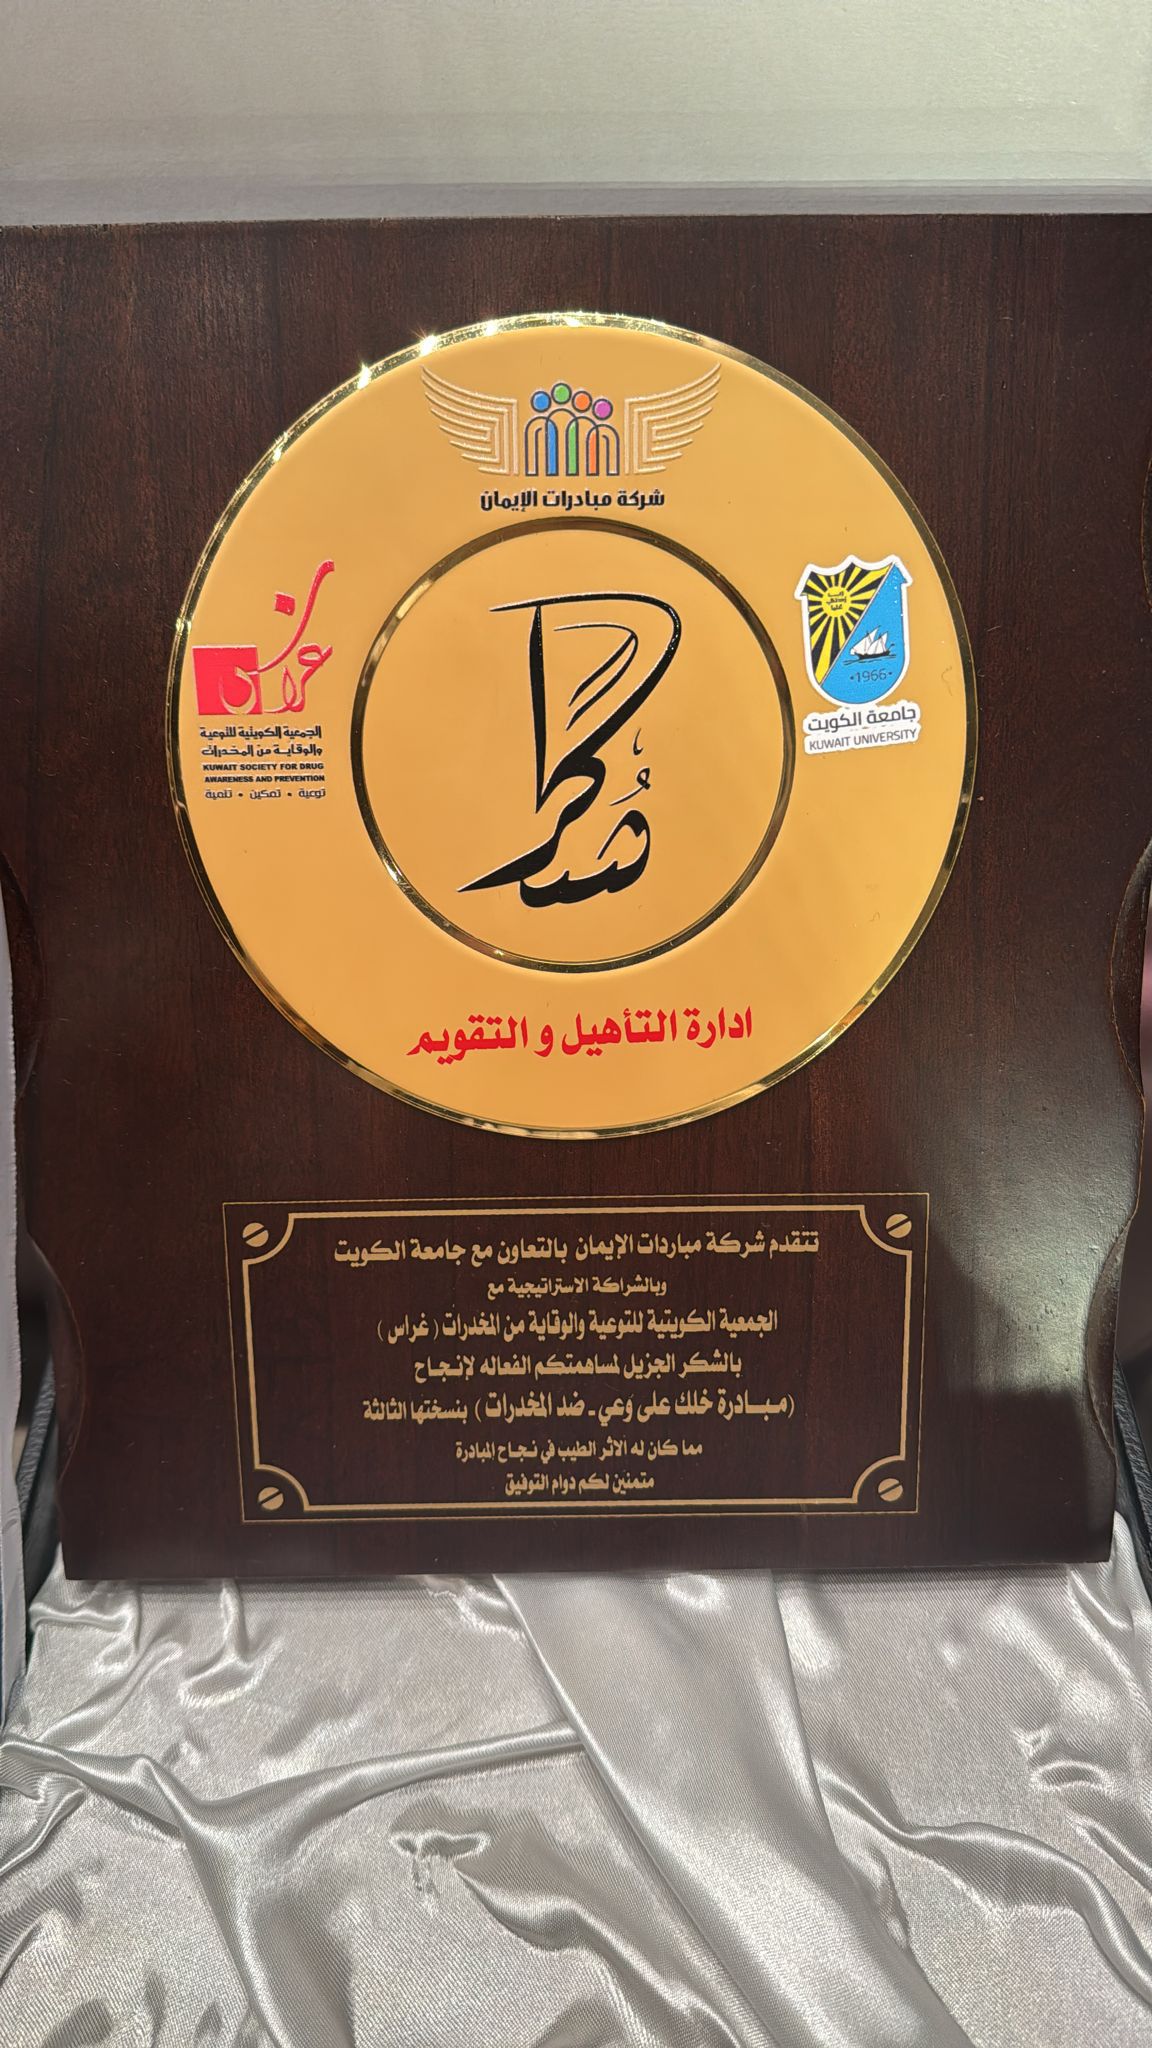 شركة مبادرات الإيمان
غراس
الجمعية الكويتية للتوعية
والوقاية من المخدرات
KUWAIT SOCIETY FOR DRUG
AWARENESS AND PREVENTION
توعية • تمكين • تنمية
•1966•
جامعة الكويت
KUWAIT UNIVERSITY
شُكراً
ادارة التأهيل و التقويم
تتقدم شركة مباردات الإيمان بالتعاون مع جامعة الكويت
وبالشراكة الاستراتيجية مع
الجمعية الكويتية للتوعية والوقاية من المخدرات ( غراس )
بالشكر الجزيل لمساهمتكم الفعاله لإنجاح
(مبادرة خلك على وعي - ضد المخدرات ) بنسختها الثالثة
مما كان له الاثر الطيب في نجاح المبادرة
متمنين لكم دوام التوفيق